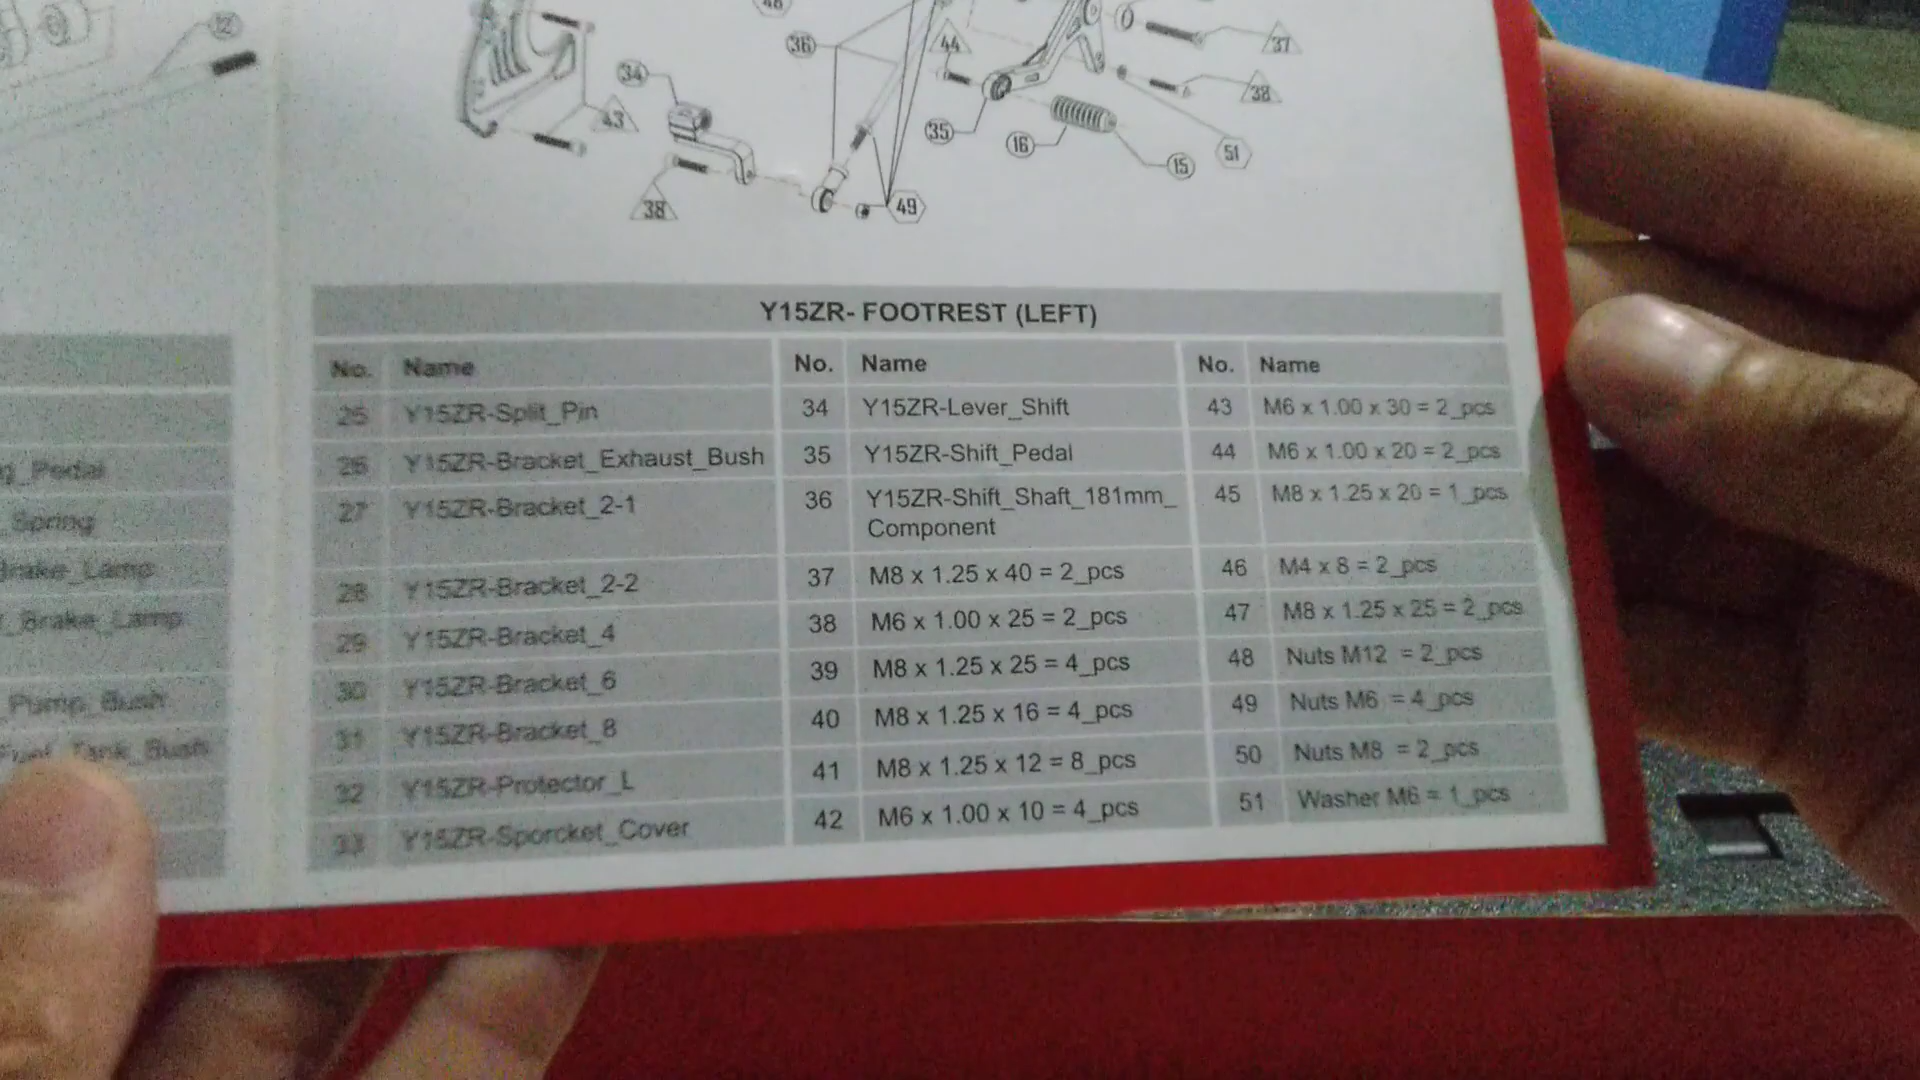 48
36
44
37
34
38
43
35
16
51
15
38
49
Y15ZR- FOOTREST (LEFT)
No. Name No. Name No. Name
25 Y15ZR-Split_Pin 34 Y15ZR-Lever_Shift 43 M6 x 1.00 x 30 = 2_pcs
26 Y15ZR-Bracket_Exhaust_Bush 35 Y15ZR-Shift_Pedal 44 M6 x 1.00 x 20 = 2_pcs
27 Y15ZR-Bracket_2-1 36 Y15ZR-Shift_Shaft_181mm_ 45 M8 x 1.25 x 20 = 1_pcs
Component
28 Y15ZR-Bracket_2-2 37 M8 x 1.25 x 40 = 2_pcs 46 M4 x 8 = 2_pcs
29 Y15ZR-Bracket_4 38 M6 x 1.00 x 25 = 2_pcs 47 M8 x 1.25 x 25 = 2_pcs
30 Y15ZR-Bracket_6 39 M8 x 1.25 x 25 = 4_pcs 48 Nuts M12 = 2_pcs
31 Y15ZR-Bracket_8 40 M8 x 1.25 x 16 = 4_pcs 49 Nuts M6 = 4_pcs
32 Y15ZR-Protector_L 41 M8 x 1.25 x 12 = 8_pcs 50 Nuts M8 = 2_pcs
33 Y15ZR-Sporcket_Cover 42 M6 x 1.00 x 10 = 4_pcs 51 Washer M6 = 1_pcs
_Pedal
_Spring
Brake_Lamp
_Brake_Lamp
_Pump_Bush
Fuel_Tank_Bush